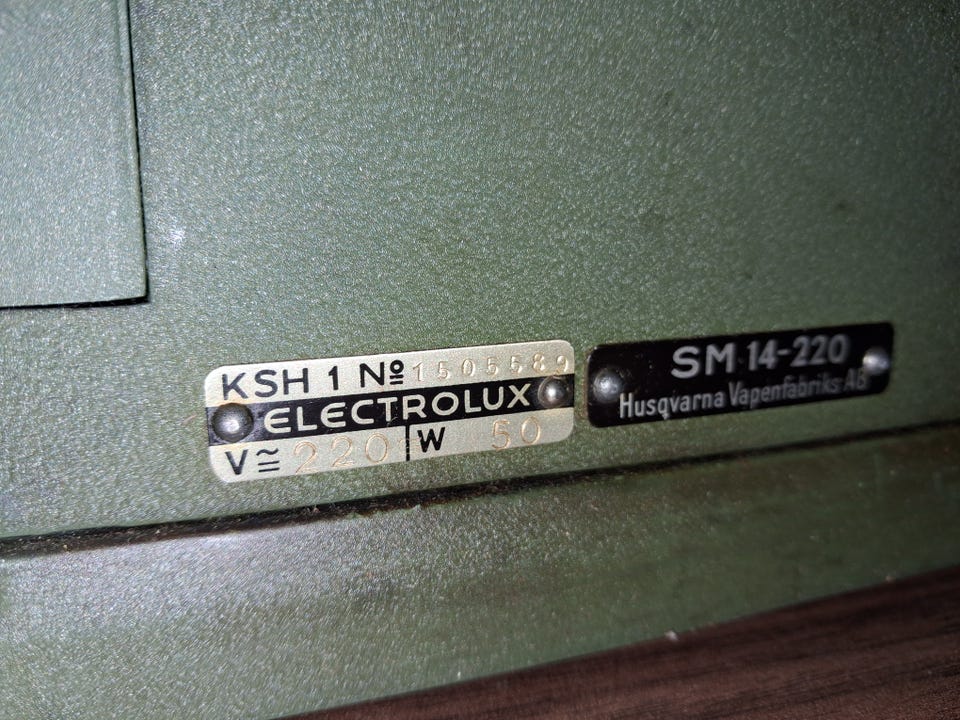 KSH 1 Nº 1505589
ELECTROLUX
V≂ 220 W 50
SM 14-220
Husqvarna Vapenfabriks AB